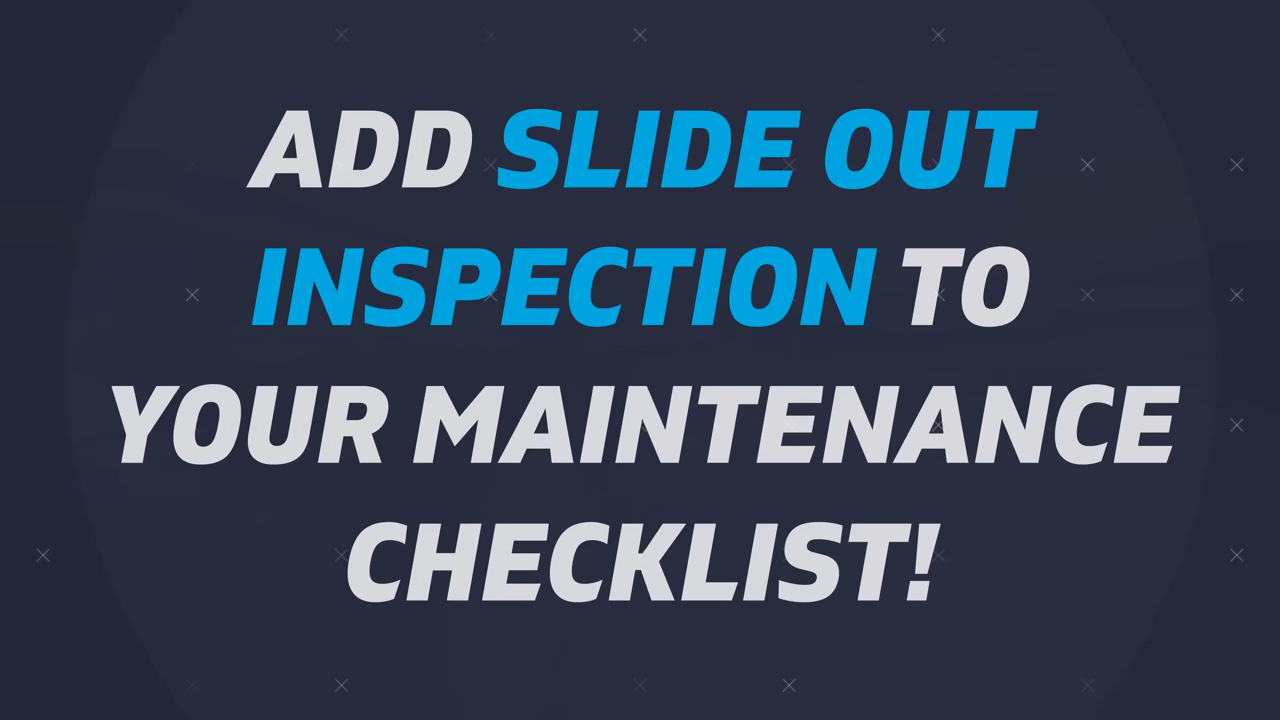 ADD SLIDE OUT
INSPECTION TO
YOUR MAINTENANCE
CHECKLIST!